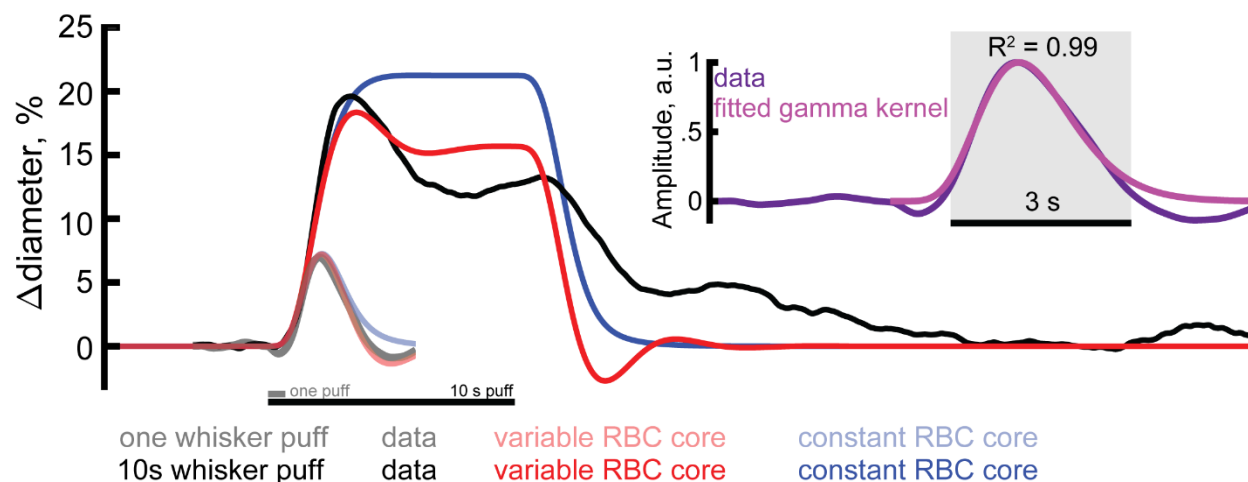 25
20
15
10
5
0
Δdiameter, %
one puff
10 s puff
R² = 0.99
1
.5
0
Amplitude, a.u.
data
fitted gamma kernel
3 s
one whisker puff data variable RBC core constant RBC core
10s whisker puff data variable RBC core constant RBC core